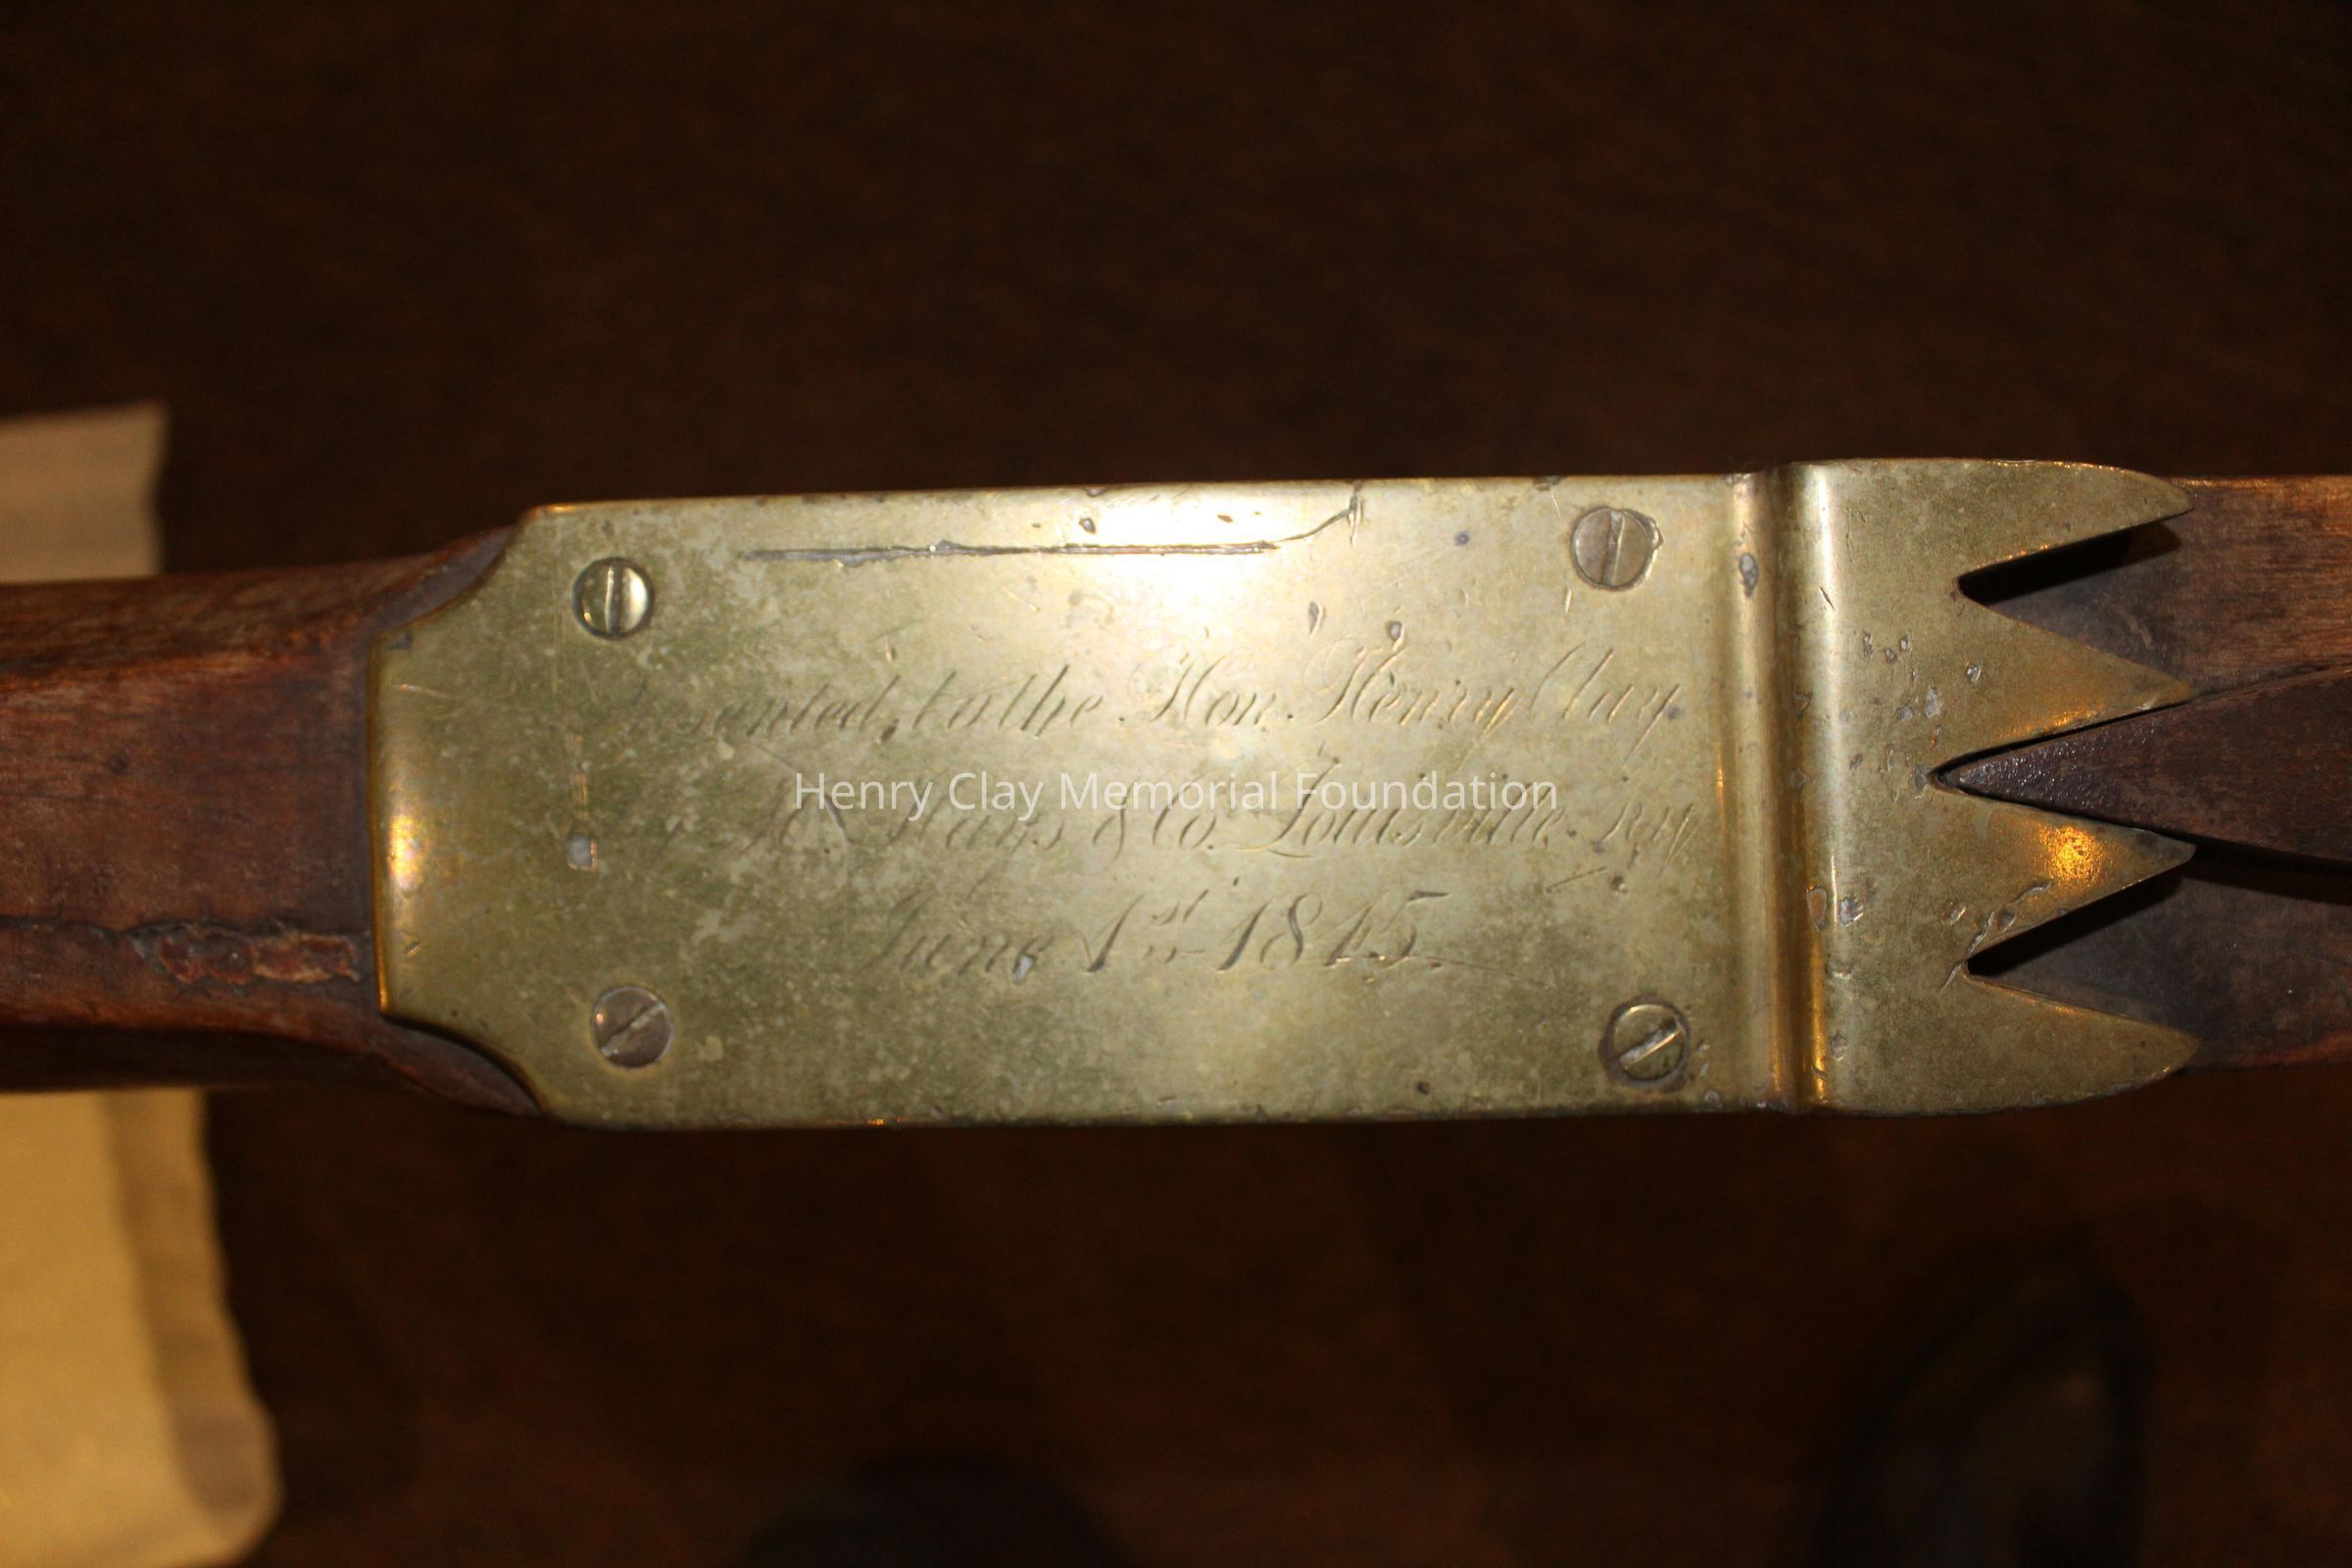 Presented, to the Hon. Henry Clay
Henry Clay Memorial Foundation
Hays & Co. Louisville Ky
June 1st 1845.